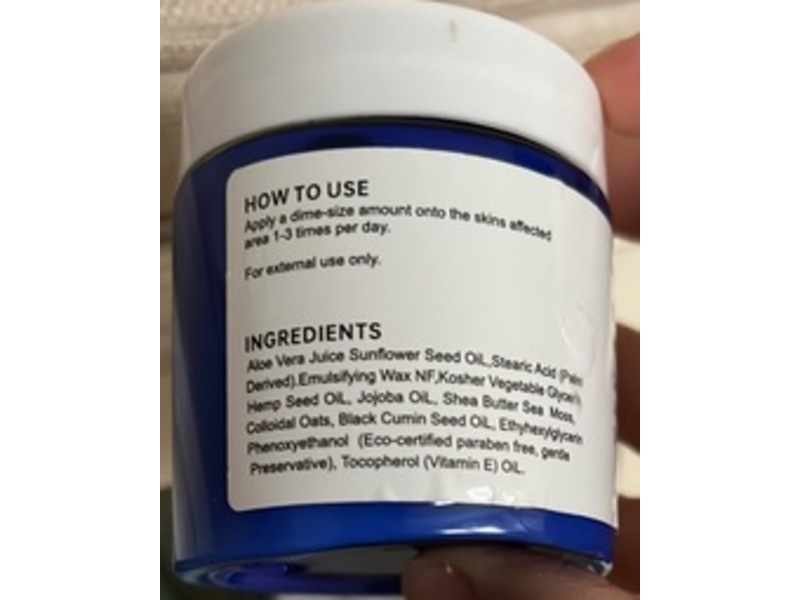 HOW TO USE
Apply a dime-size amount onto the skins affected
area 1-3 times per day.
For external use only.
INGREDIENTS
Aloe Vera Juice Sunflower Seed OiL,Stearic Acid (Palm
Derived).Emulsifying Wax NF,Kosher Vegetable Glycerin
Hemp Seed OiL, Jojoba OiL, Shea Butter Sea Moss,
Colloidal Oats, Black Cumin Seed OiL, Ethyhexylglycerin
Phenoxyethanol (Eco-certified paraben free, gentle
Preservative), Tocopherol (Vitamin E) OiL.